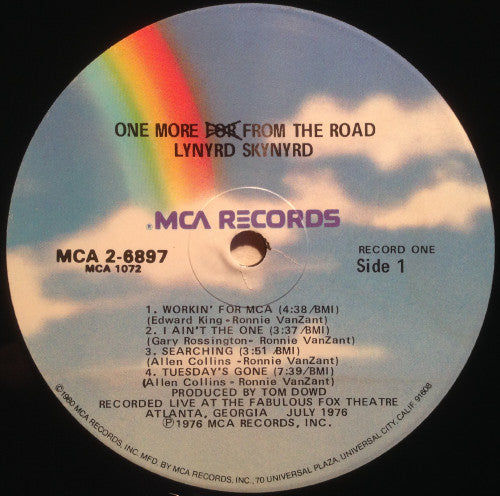 ONE MORE FOR FROM THE ROAD
LYNYRD SKYNYRD
®MCA RECORDS
MCA 2-6897
MCA 1072
RECORD ONE
Side 1
1. WORKIN' FOR MCA (4:38/BMI)
(Edward King - Ronnie VanZant)
2. I AIN'T THE ONE (3:37/BMI)
(Gary Rossington - Ronnie VanZant)
3. SEARCHING (3:51/BMI)
(Allen Collins - Ronnie VanZant)
4. TUESDAY'S GONE (7:39/BMI)
(Allen Collins - Ronnie VanZant)
PRODUCED BY TOM DOWD
RECORDED LIVE AT THE FABULOUS FOX THEATRE
ATLANTA, GEORGIA JULY 1976
Ⓟ1976 MCA RECORDS, INC.
©1980 MCA RECORDS, INC. MFD BY MCA RECORDS, INC., 70 UNIVERSAL PLAZA, UNIVERSAL CITY, CALIF. 91608